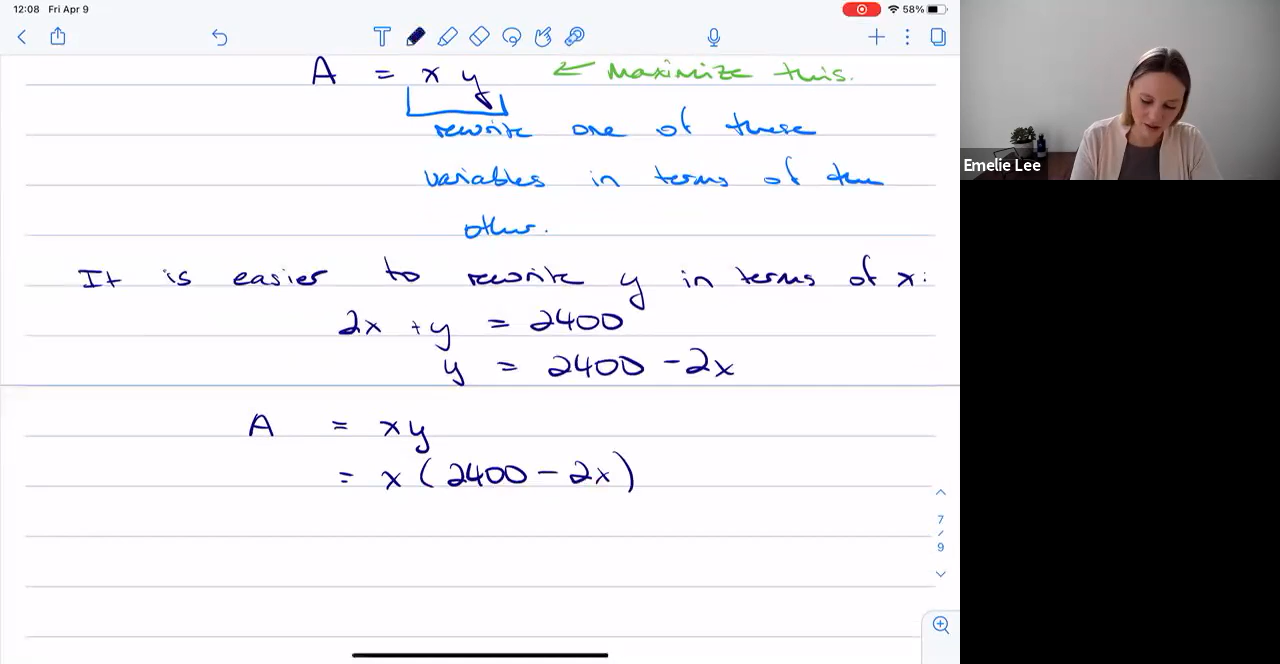 12:08 Fri Apr 9
58%
A = xy ← Maximize this.
rewrite one of these
variables in terms of the
other.
It is easier to rewrite y in terms of x:
2x + y = 2400
y = 2400 - 2x
A = xy
= x(2400 - 2x)
7/9
Emelie Lee